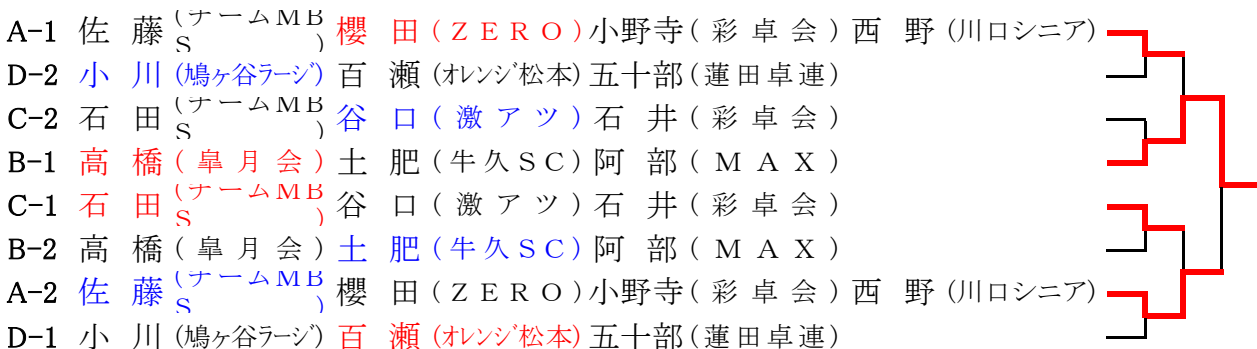 A-1 佐 藤 (チームMBS) 櫻 田 (ZERO) 小野寺 (彩卓会) 西 野 (川口シニア)
D-2 小 川 (鳩ヶ谷ラージ) 百 瀬 (オレンジ松本) 五十部 (蓮田卓連)
C-2 石 田 (チームMBS) 谷 口 (激アツ) 石 井 (彩卓会)
B-1 高 橋 (皐月会) 土 肥 (牛久SC) 阿 部 (MAX)
C-1 石 田 (チームMBS) 谷 口 (激アツ) 石 井 (彩卓会)
B-2 高 橋 (皐月会) 土 肥 (牛久SC) 阿 部 (MAX)
A-2 佐 藤 (チームMBS) 櫻 田 (ZERO) 小野寺 (彩卓会) 西 野 (川口シニア)
D-1 小 川 (鳩ヶ谷ラージ) 百 瀬 (オレンジ松本) 五十部 (蓮田卓連)